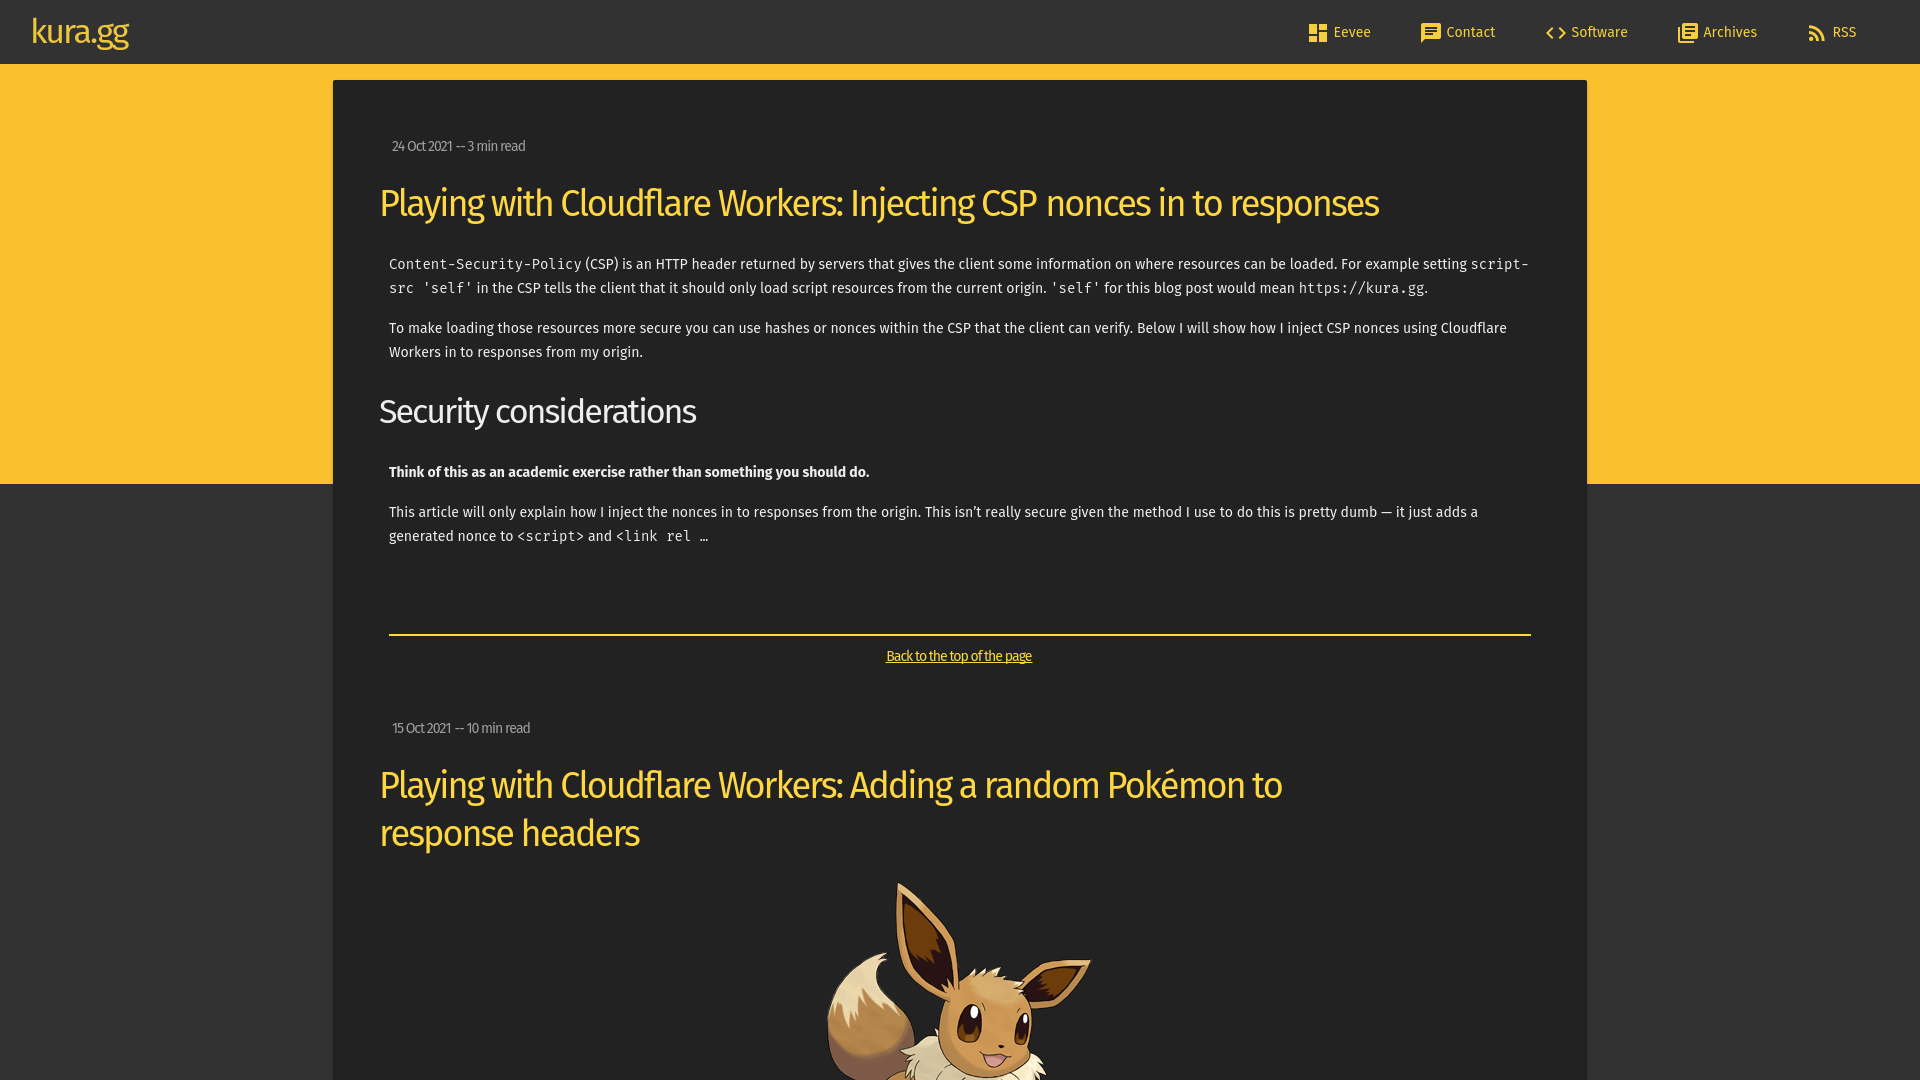 kura.gg
Eevee
Contact
Software
Archives
RSS
24 Oct 2021 -- 3 min read
Playing with Cloudflare Workers: Injecting CSP nonces in to responses
Content-Security-Policy (CSP) is an HTTP header returned by servers that gives the client some information on where resources can be loaded. For example setting script-
src 'self' in the CSP tells the client that it should only load script resources from the current origin. 'self' for this blog post would mean https://kura.gg.
To make loading those resources more secure you can use hashes or nonces within the CSP that the client can verify. Below I will show how I inject CSP nonces using Cloudflare
Workers in to responses from my origin.
Security considerations
Think of this as an academic exercise rather than something you should do.
This article will only explain how I inject the nonces in to responses from the origin. This isn’t really secure given the method I use to do this is pretty dumb — it just adds a
generated nonce to <script> and <link rel …
Back to the top of the page
15 Oct 2021 -- 10 min read
Playing with Cloudflare Workers: Adding a random Pokémon to
response headers